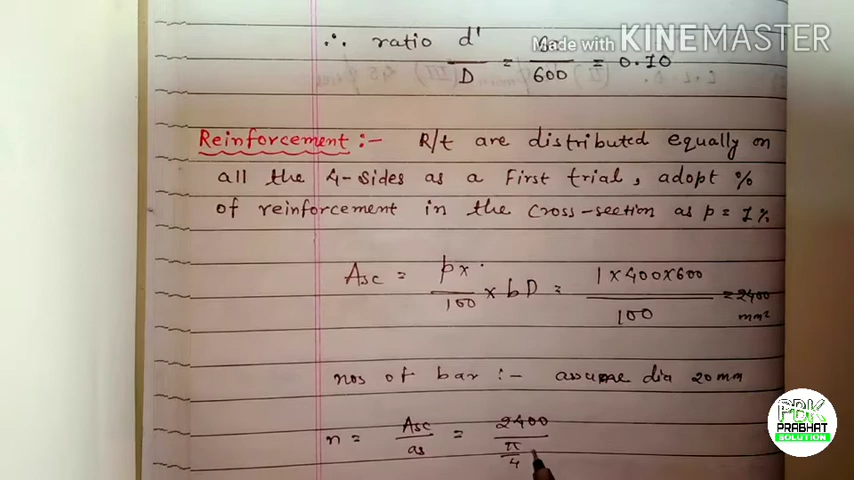 Made with KINEMASTER
∴ ratio d'/D = /600 = 0.10
Reinforcement :- R/t are distributed equally on
all the 4-sides as a First trial, adopt %
of reinforcement in the cross-section as p = 1%
Asc = px/100 × bD = 1×400×600/100 = 2400 mm²
nos of bar :- assume dia 20mm
n = Asc/as = 2400/π/4
PBK
PRABHAT
SOLUTION